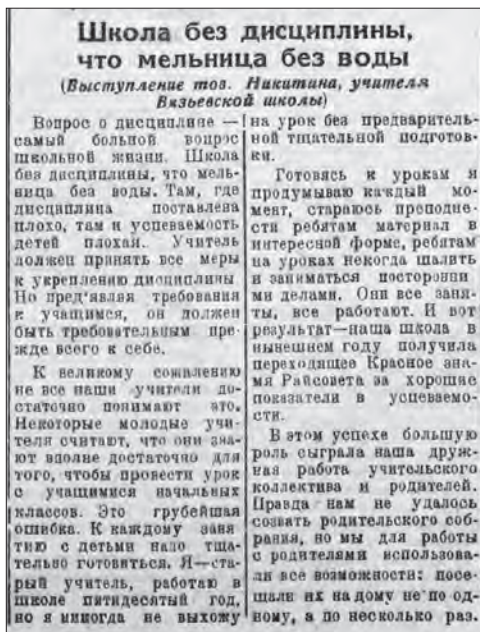 Школа без дисциплины,
что мельница без воды
(Выступление тов. Никитина, учителя
Вязьевской школы)
Вопрос о дисциплине —
самый больной вопрос
школьной жизни. Школа
без дисциплины, что мель-
ница без воды. Там, где
дисциплина поставлена
плохо, там и успеваемость
детей плохая. Учитель
должен принять все меры
к укреплению дисциплины
Но пред'являя требования
к учащимся, он должен
быть требовательным пре-
жде всего к себе.
К великому сожалению
не все наши учителя до-
статочно понимают это.
Некоторые молодые учи-
теля считают, что они зна-
ют вполне достаточно для
того, чтобы провести урок
с учащимися начальных
классов. Это грубейшая
ошибка. К каждому заня
тию с детьми надо тща-
тельно готовиться. Я—ста-
рый учитель, работаю в
школе пятидесятый год,
но я никогда не выхожу
на урок без предваритель-
ной тщательной подготов-
ки.
Готовясь к урокам я
продумываю каждый мо-
мент, стараюсь преподне-
сти ребятам материал в
интересной форме, ребятам
на уроках некогда шалить
и заниматься посторонни
ми делами. Они все заня-
ты, все работают. И вот
результат—наша школа в
нынешнем году получила
переходящее Красное зна-
мя Райсовета за хорошие
показатели в успеваемо-
сти.
В этом успехе большую
роль сыграла наша друж-
ная работа учительского
коллектива и родителей.
Правда нам не удалось
созвать родительского соб-
рания, но мы для работы
с родителями использова-
ли все возможности: посе-
щали их на дому не по од-
ному, а по несколько раз.